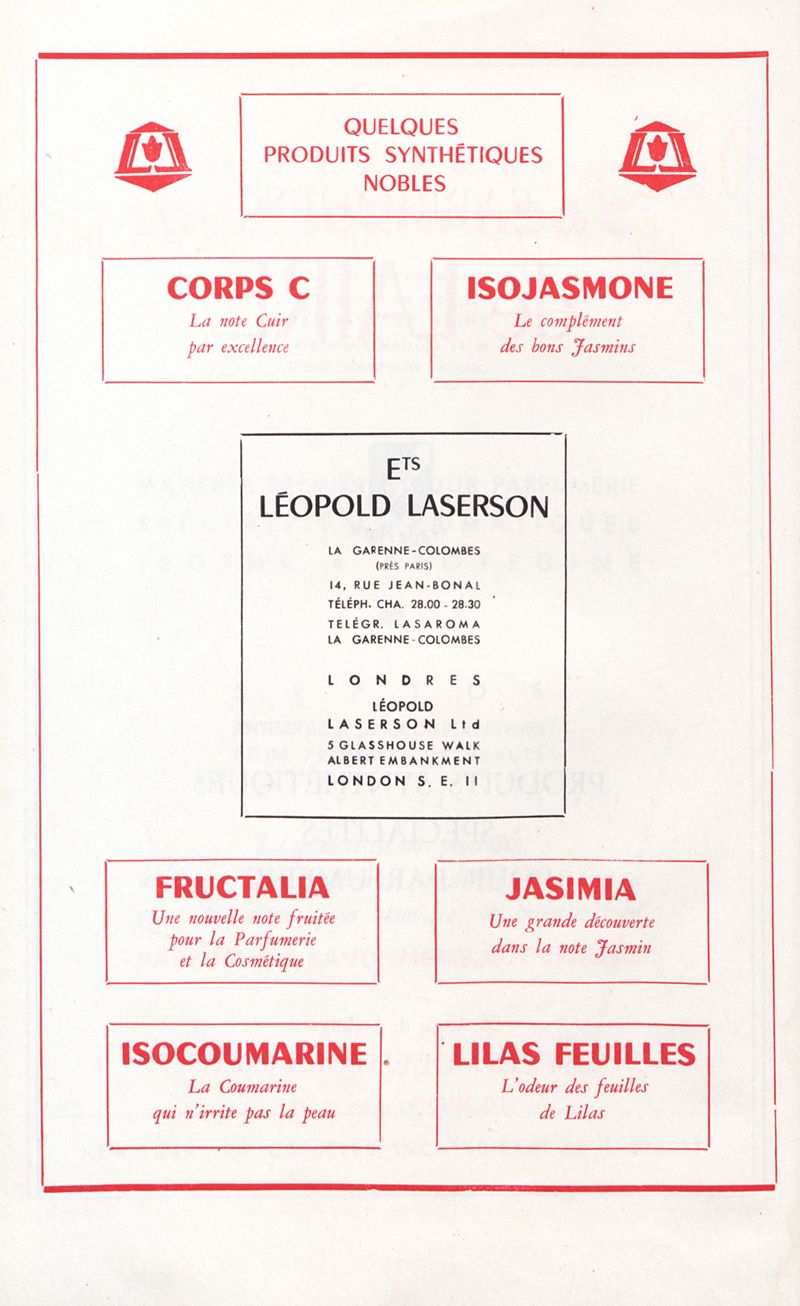 QUELQUES
PRODUITS SYNTHÉTIQUES
NOBLES
CORPS C
La note Cuir
par excellence
ISOJASMONE
Le complément
des bons Jasmins
ETS
LÉOPOLD LASERSON
LA GARENNE-COLOMBES
(PRÈS PARIS)
14, RUE JEAN-BONAL
TÉLÉPH. CHA. 28.00 - 28.30
TELÉGR. LASAROMA
LA GARENNE-COLOMBES
LONDRES
LÉOPOLD
LASERSON Ltd
5 GLASSHOUSE WALK
ALBERT EMBANKMENT
LONDON S. E. 11
FRUCTALIA
Une nouvelle note fruitée
pour la Parfumerie
et la Cosmétique
JASIMIA
Une grande découverte
dans la note Jasmin
ISOCOUMARINE
La Coumarine
qui n'irrite pas la peau
LILAS FEUILLES
L'odeur des feuilles
de Lilas